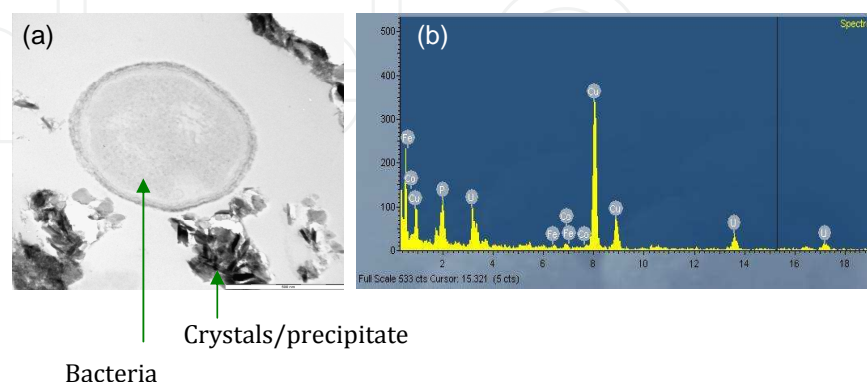 (a)
(b)
Spectr
500
400
300
200
100
0
Fe
Co
Cu
P
U
Fe
Co
Fe
Co
Cu
Cu
U
U
2
4
6
8
10
12
14
16
18
Full Scale 533 cts Cursor: 15.321 (5 cts)
Crystals/precipitate
Bacteria